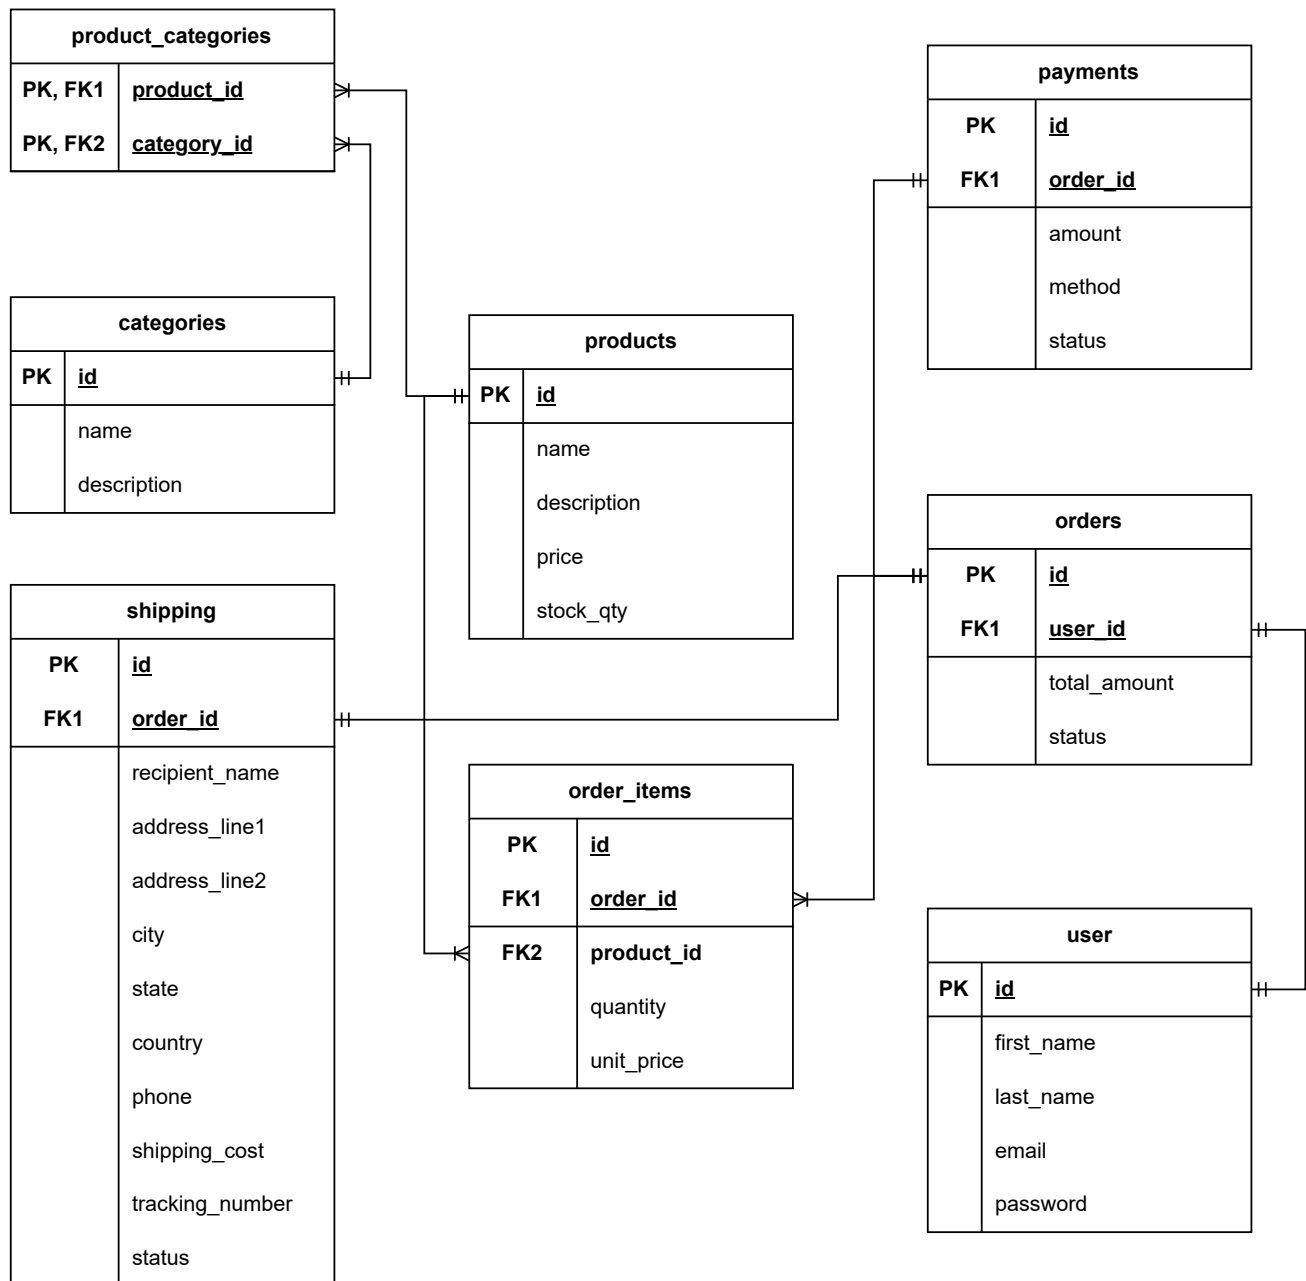 product_categories
PK, FK1 product_id
PK, FK2 category_id
categories
PK id
name
description
shipping
PK id
FK1 order_id
recipient_name
address_line1
address_line2
city
state
country
phone
shipping_cost
tracking_number
status
products
PK id
name
description
price
stock_qty
order_items
PK id
FK1 order_id
FK2 product_id
quantity
unit_price
payments
PK id
FK1 order_id
amount
method
status
orders
PK id
FK1 user_id
total_amount
status
user
PK id
first_name
last_name
email
password